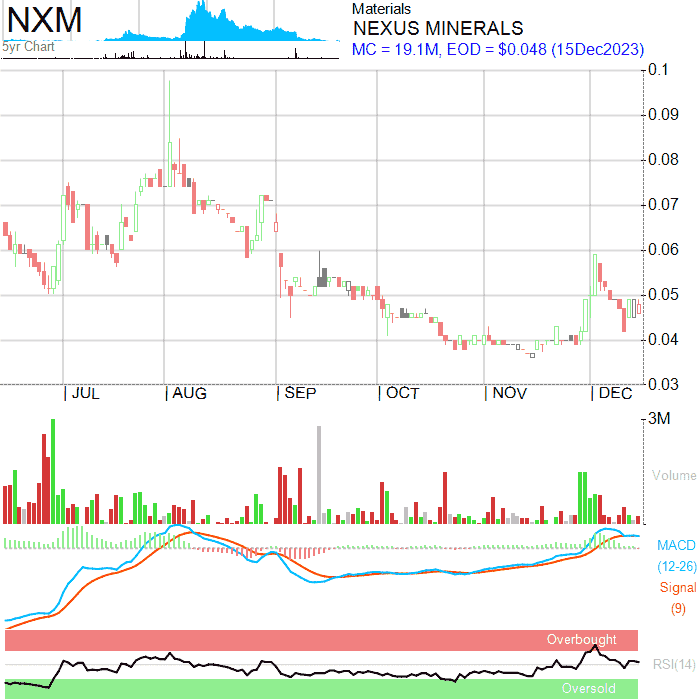 NXM
5yr Chart
Materials
NEXUS MINERALS
MC = 19.1M, EOD = $0.048 (15Dec2023)
0.1
0.09
0.08
0.07
0.06
0.05
0.04
0.03
JUL AUG SEP OCT NOV DEC
3M
Volume
MACD
(12-26)
Signal
(9)
Overbought
RSI(14)
Oversold